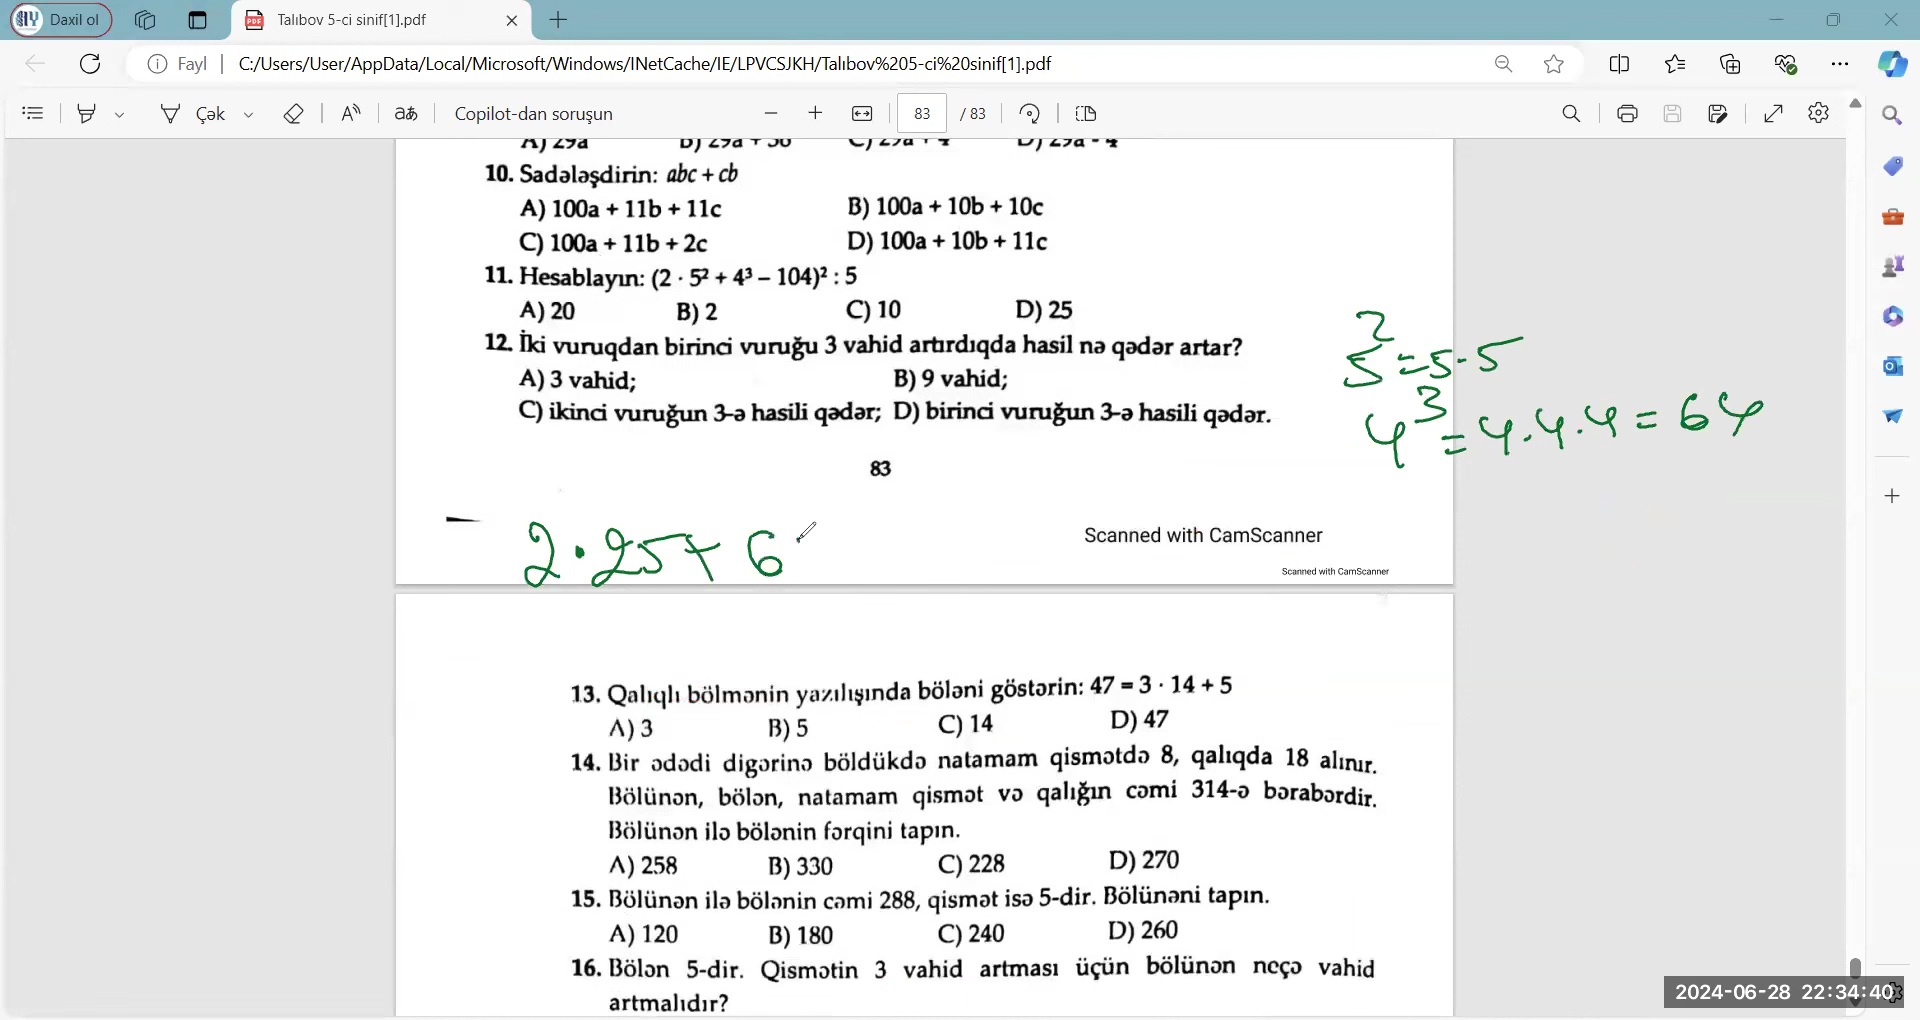 Daxil ol
Talıbov 5-ci sinif[1].pdf
Fayl | C:/Users/User/AppData/Local/Microsoft/Windows/INetCache/IE/LPVCSJKH/Talıbov%205-ci%20sinif[1].pdf
Çək
Copilot-dan soruşun
83 / 83
A) 29a B) 29a + 36 C) 29a + 4 D) 29a - 4
10. Sadələşdirin: abc + cb
A) 100a + 11b + 11c B) 100a + 10b + 10c
C) 100a + 11b + 2c D) 100a + 10b + 11c
11. Hesablayın: (2 · 5² + 4³ – 104)² : 5
A) 20 B) 2 C) 10 D) 25
12. İki vuruqdan birinci vuruğu 3 vahid artırdıqda hasil nə qədər artar?
A) 3 vahid; B) 9 vahid;
C) ikinci vuruğun 3-ə hasili qədər; D) birinci vuruğun 3-ə hasili qədər.
5² = 5 · 5
4³ = 4 · 4 · 4 = 64
83
2 · 25 + 6
Scanned with CamScanner
Scanned with CamScanner
13. Qalıqlı bölmənin yazılışında böləni göstərin: 47 = 3 · 14 + 5
A) 3 B) 5 C) 14 D) 47
14. Bir ədədi digərinə böldükdə natamam qismətdə 8, qalıqda 18 alınır.
Bölünən, bölən, natamam qismət və qalığın cəmi 314-ə bərabərdir.
Bölünən ilə bölənin fərqini tapın.
A) 258 B) 330 C) 228 D) 270
15. Bölünən ilə bölənin cəmi 288, qismət isə 5-dir. Bölünəni tapın.
A) 120 B) 180 C) 240 D) 260
16. Bölən 5-dir. Qismətin 3 vahid artması üçün bölünən neçə vahid
artmalıdır?
2024-06-28 22:34:40